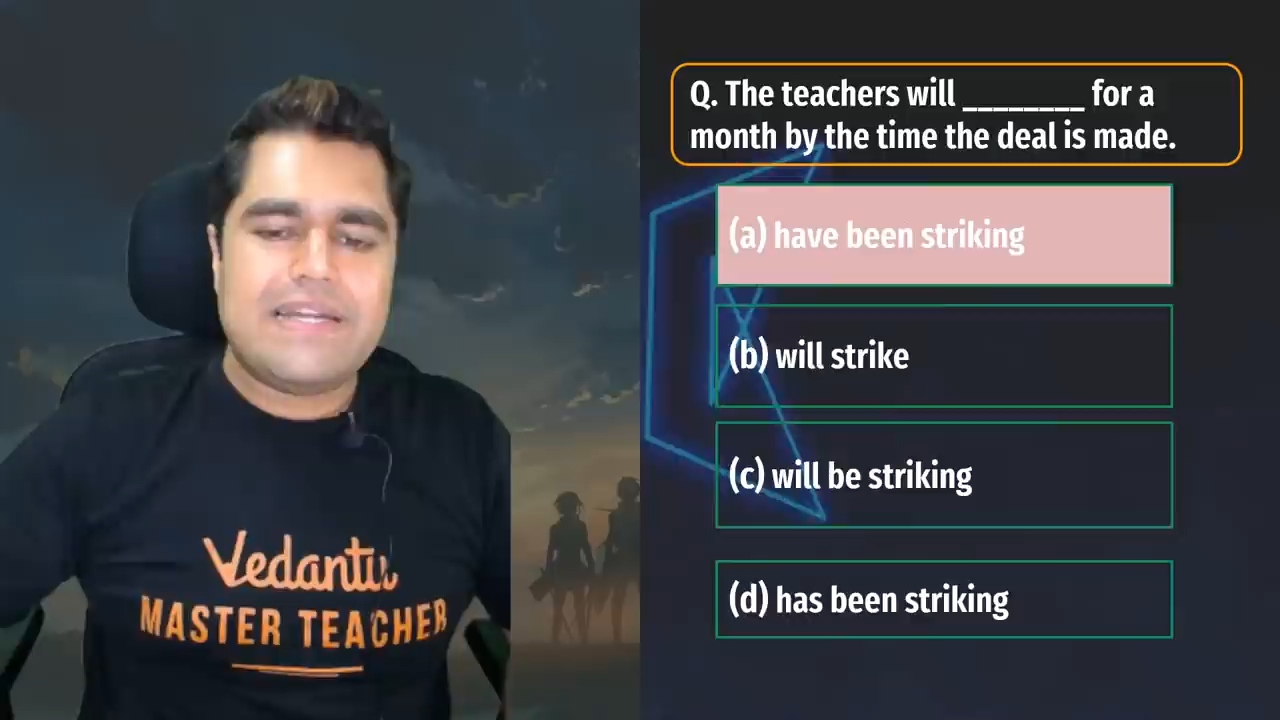 Q. The teachers will ________ for a
month by the time the deal is made.
(a) have been striking
(b) will strike
(c) will be striking
(d) has been striking
Vedantu
MASTER TEACHER